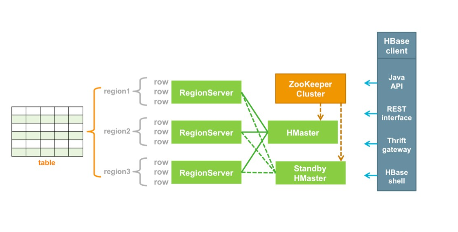 HBase
client
row
region1
row
row
RegionServer
ZooKeeper
Cluster
Java
API
REST
interface
row
region2
row
row
RegionServer
HMaster
Thrift
gateway
table
row
region3
row
row
RegionServer
Standby
HMaster
HBase
shell